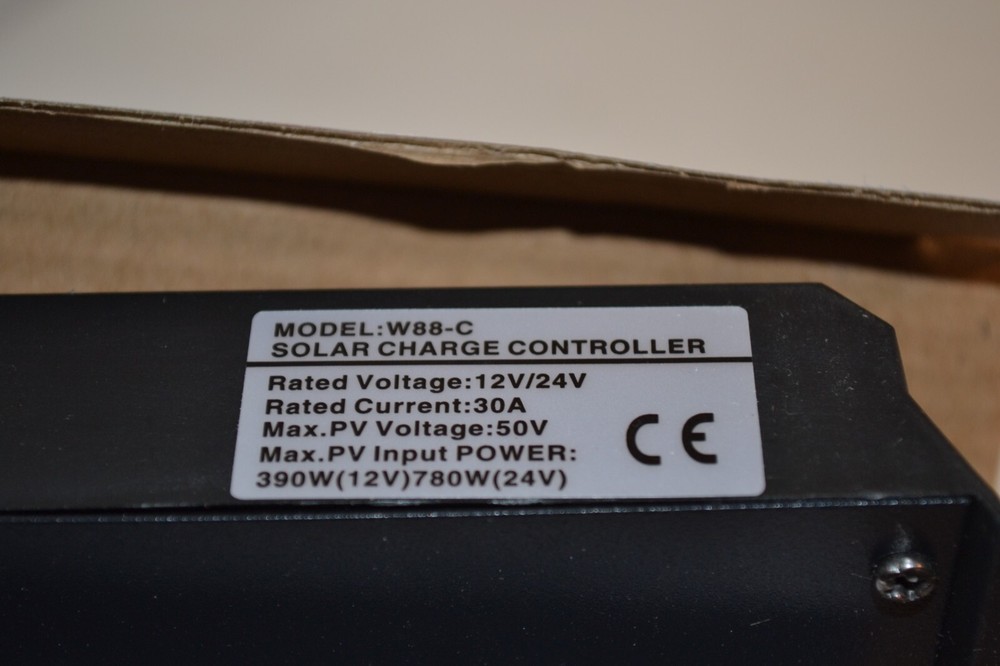 MODEL:W88-C
SOLAR CHARGE CONTROLLER
Rated Voltage:12V/24V
Rated Current:30A
Max.PV Voltage:50V
Max.PV Input POWER:
390W(12V)780W(24V)
CE